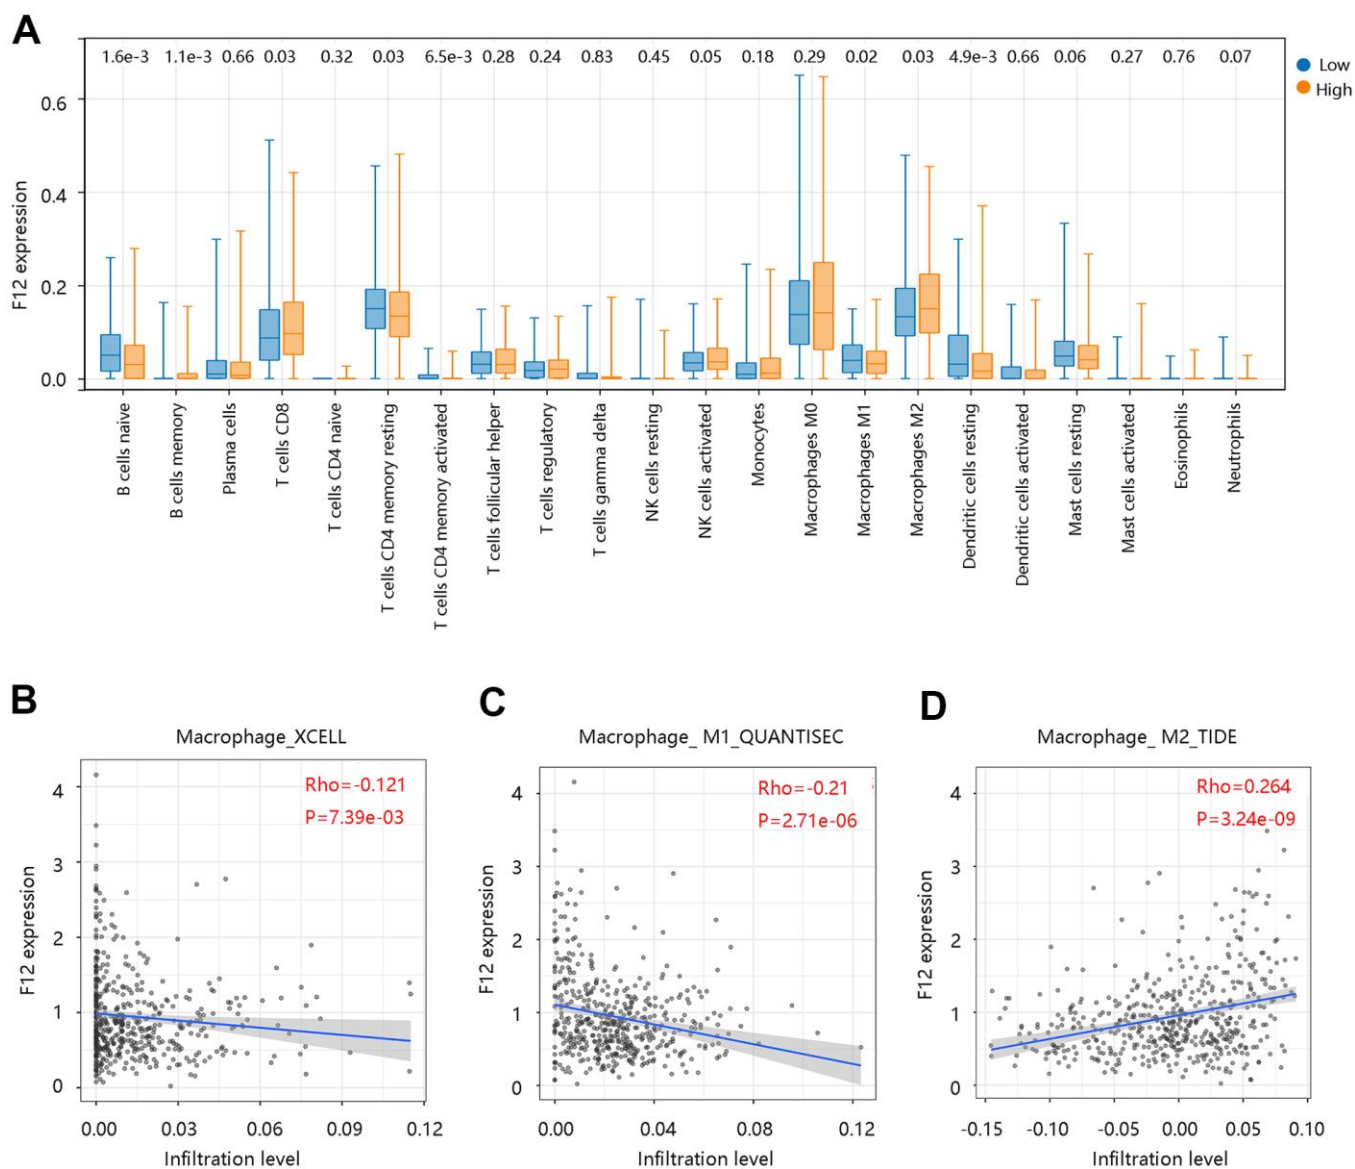 A
1.6e-3 1.1e-3 0.66 0.03 0.32 0.03 6.5e-3 0.28 0.24 0.83 0.45 0.05 0.18 0.29 0.02 0.03 4.9e-3 0.66 0.06 0.27 0.76 0.07
Low
High
F12 expression
0.6
0.4
0.2
0.0
B cells naive
B cells memory
Plasma cells
T cells CD8
T cells CD4 naive
T cells CD4 memory resting
T cells CD4 memory activated
T cells follicular helper
T cells regulatory
T cells gamma delta
NK cells resting
NK cells activated
Monocytes
Macrophages M0
Macrophages M1
Macrophages M2
Dendritic cells resting
Dendritic cells activated
Mast cells resting
Mast cells activated
Eosinophils
Neutrophils
B
Macrophage_XCELL
Rho=-0.121
P=7.39e-03
F12 expression
4
3
2
1
0
0.00 0.03 0.06 0.09 0.12
Infiltration level
C
Macrophage_ M1_QUANTISEC
Rho=-0.21
P=2.71e-06
F12 expression
4
3
2
1
0
0.00 0.04 0.08 0.12
Infiltration level
D
Macrophage_ M2_TIDE
Rho=0.264
P=3.24e-09
F12 expression
4
3
2
1
0
-0.15 -0.10 -0.05 0.00 0.05 0.10
Infiltration level